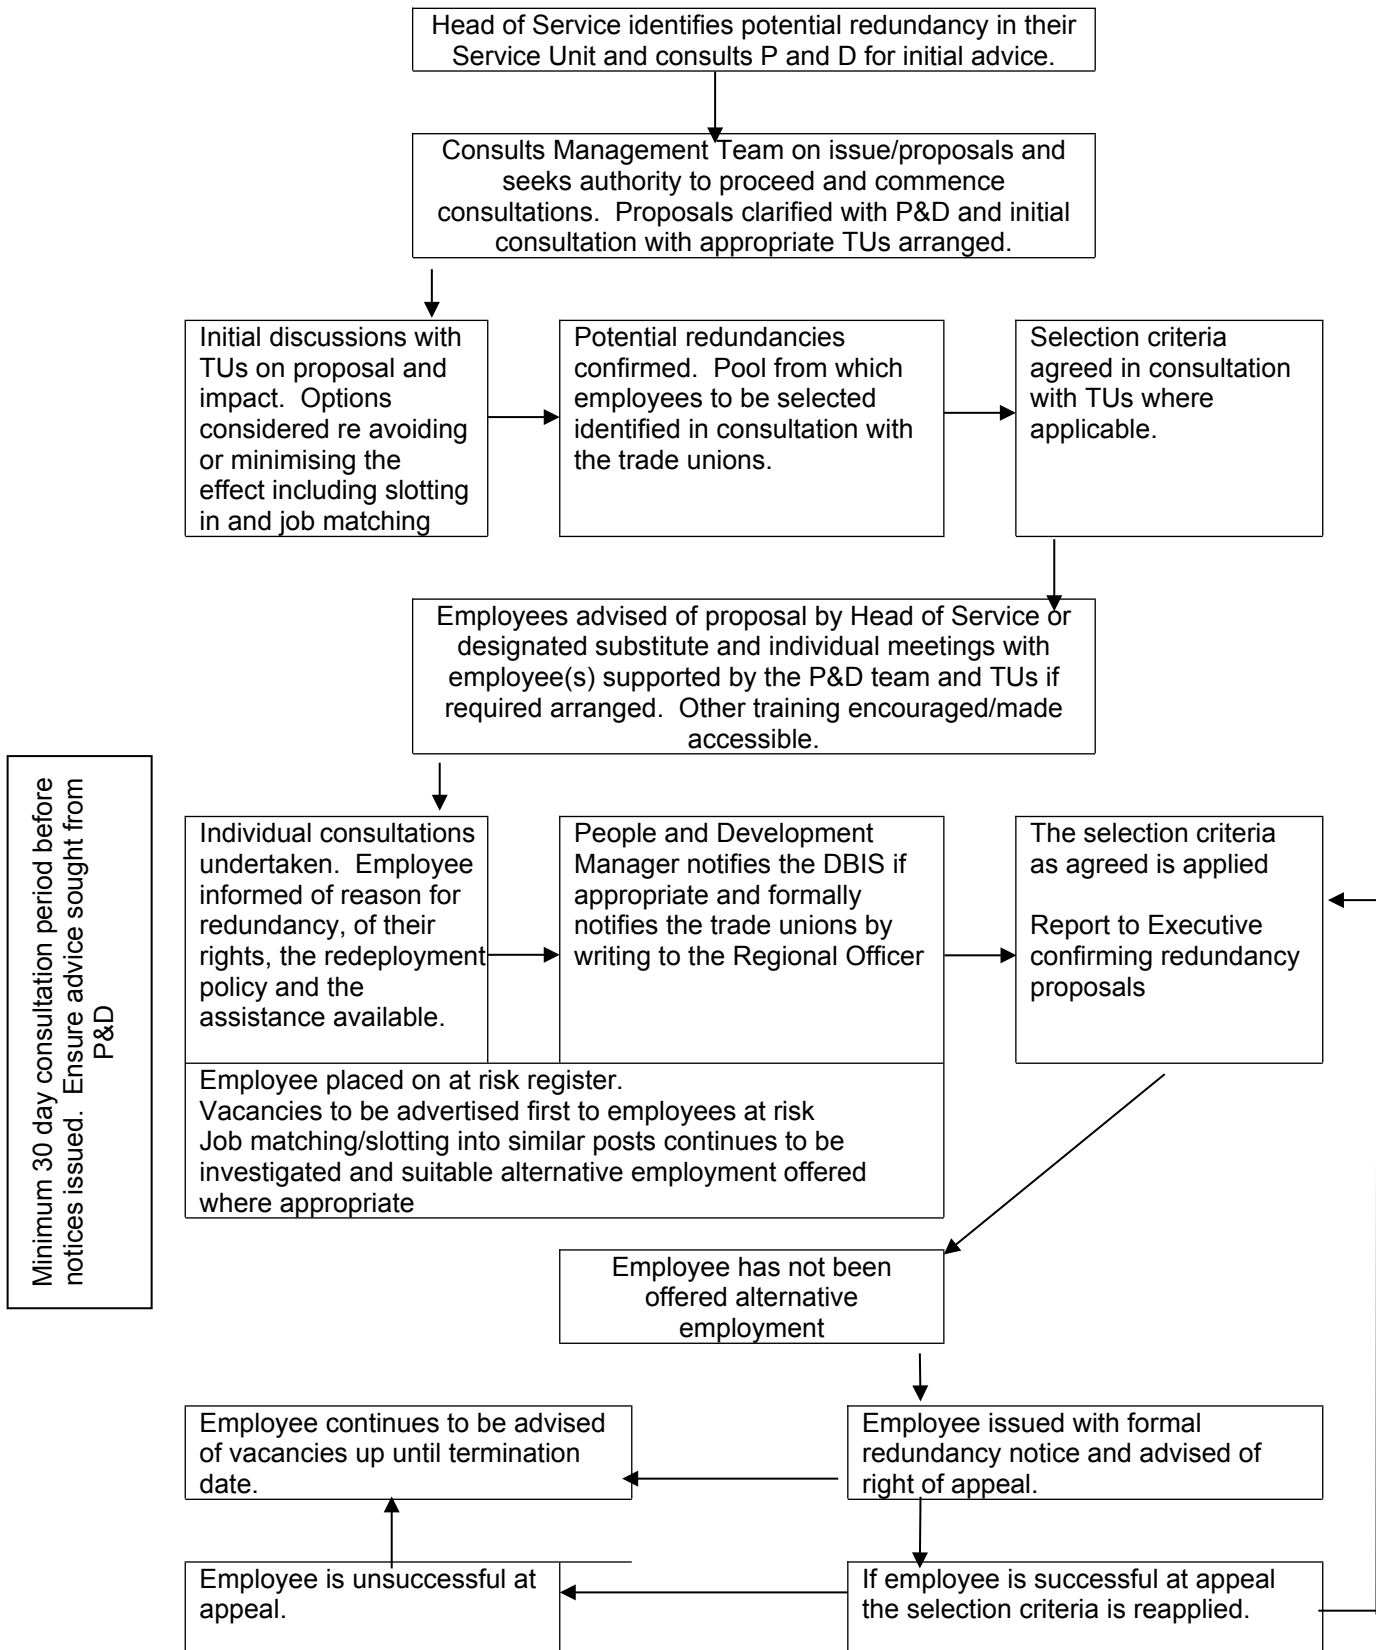 Head of Service identifies potential redundancy in their
Service Unit and consults P and D for initial advice.
Consults Management Team on issue/proposals and
seeks authority to proceed and commence
consultations.  Proposals clarified with P&D and initial
consultation with appropriate TUs arranged.
Initial discussions with
TUs on proposal and
impact.  Options
considered re avoiding
or minimising the
effect including slotting
in and job matching
Potential redundancies
confirmed.  Pool from which
employees to be selected
identified in consultation with
the trade unions.
Selection criteria
agreed in consultation
with TUs where
applicable.
Employees advised of proposal by Head of Service or
designated substitute and individual meetings with
employee(s) supported by the P&D team and TUs if
required arranged.  Other training encouraged/made
accessible.
Minimum 30 day consultation period before
notices issued.  Ensure advice sought from
P&D
Individual consultations
undertaken.  Employee
informed of reason for
redundancy, of their
rights, the redeployment
policy and the
assistance available.
People and Development
Manager notifies the DBIS if
appropriate and formally
notifies the trade unions by
writing to the Regional Officer
The selection criteria
as agreed is applied
Report to Executive
confirming redundancy
proposals
Employee placed on at risk register.
Vacancies to be advertised first to employees at risk
Job matching/slotting into similar posts continues to be
investigated and suitable alternative employment offered
where appropriate
Employee has not been
offered alternative
employment
Employee continues to be advised
of vacancies up until termination
date.
Employee issued with formal
redundancy notice and advised of
right of appeal.
Employee is unsuccessful at
appeal.
If employee is successful at appeal
the selection criteria is reapplied.